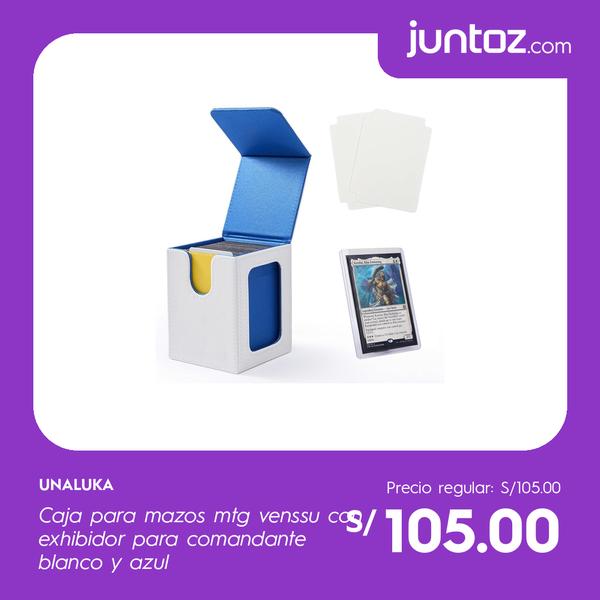 juntoz.com
UNALUKA
Caja para mazos mtg venssu con
exhibidor para comandante
blanco y azul
Precio regular: S/105.00
S/ 105.00